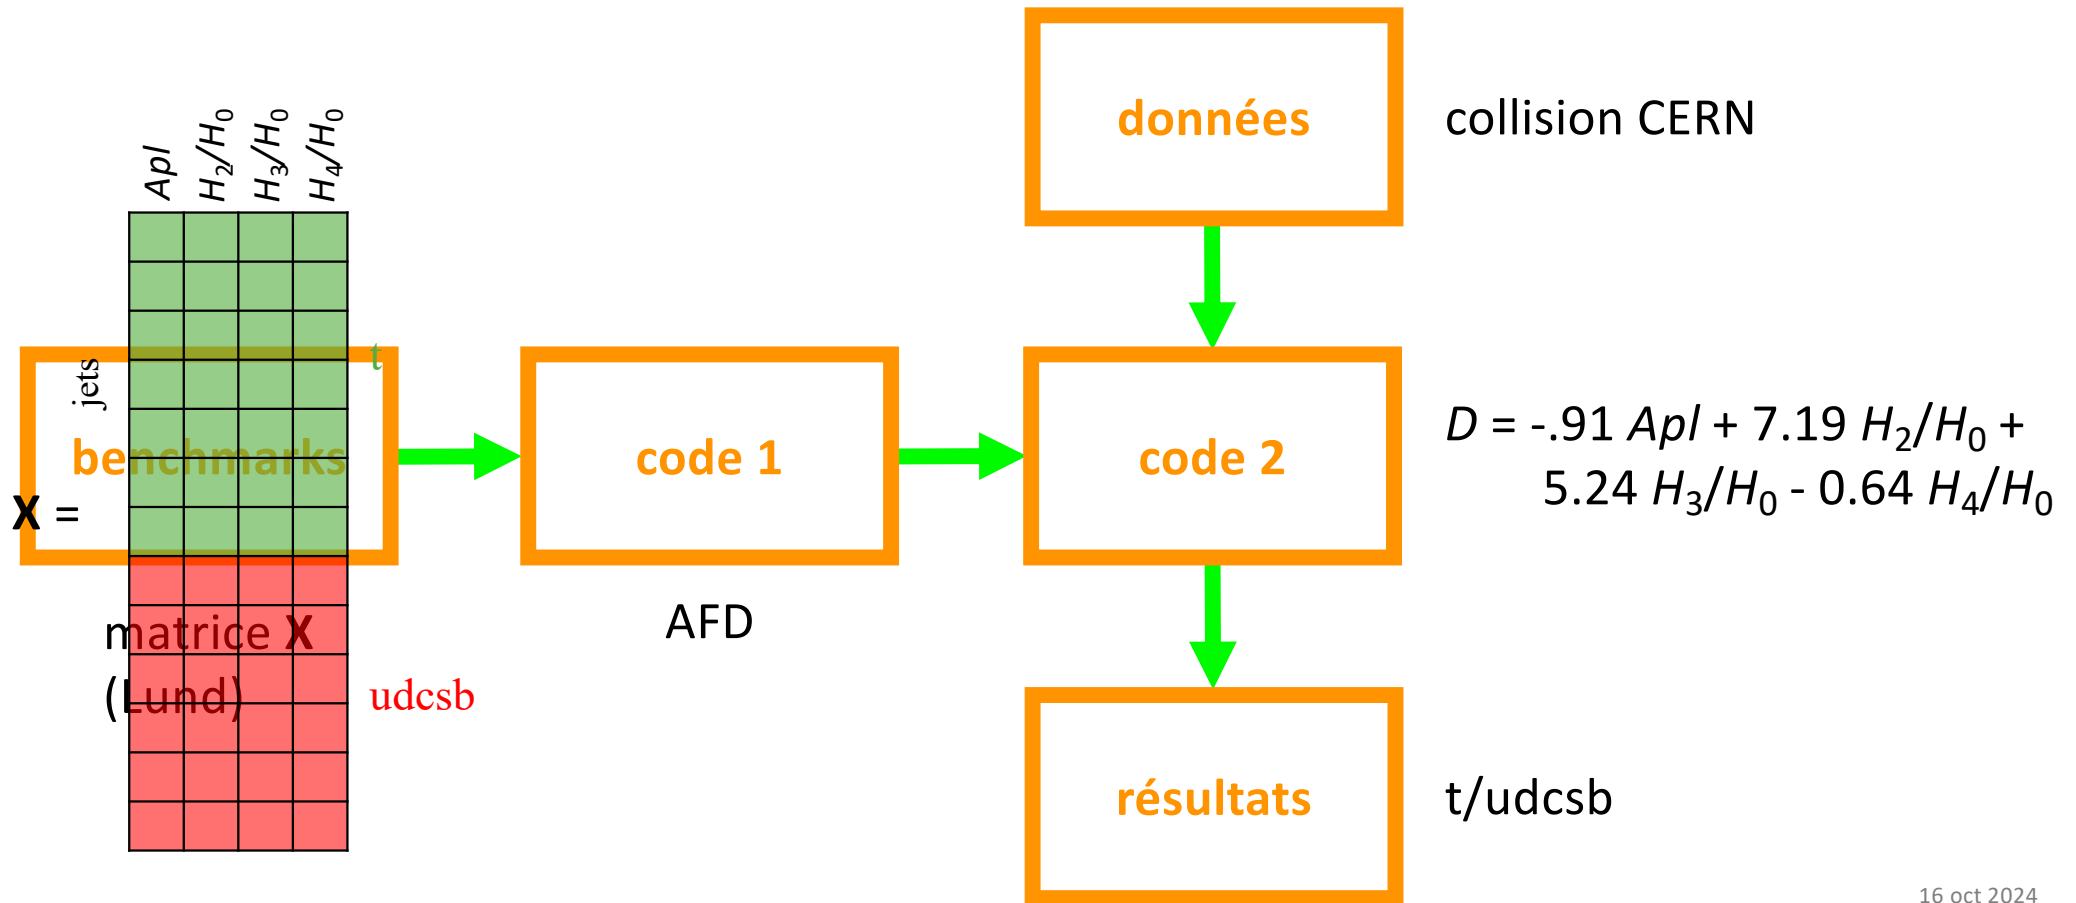 données
collision CERN
Apl
H2/H0
H3/H0
H4/H0
t
jets
benchmarks
code 1
code 2
D = -.91 Apl + 7.19 H2/H0 +
5.24 H3/H0 - 0.64 H4/H0
X =
matrice X
(Lund)
AFD
udcsb
résultats
t/udcsb
16 oct 2024